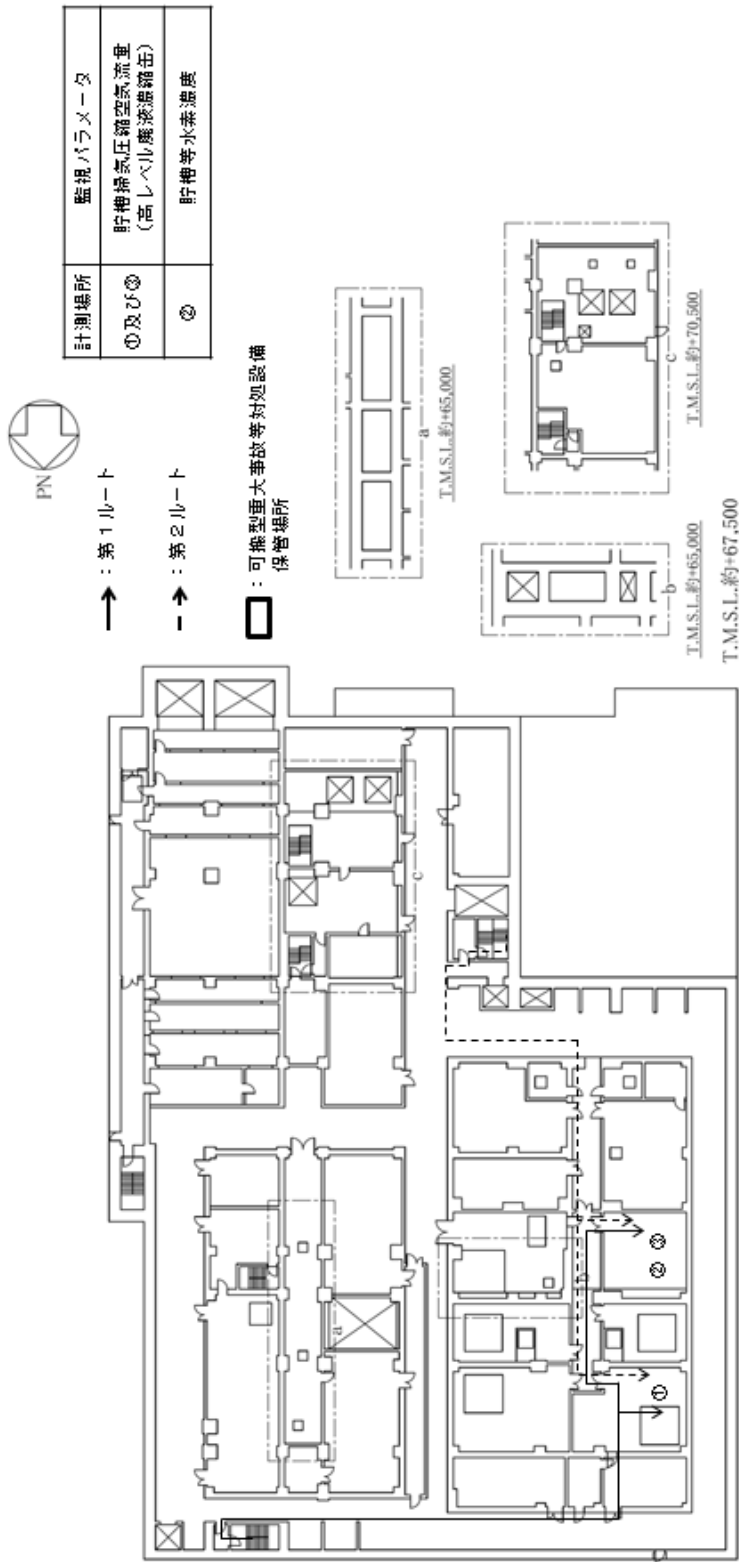 計測場所 監視パラメータ
①及び③ 貯槽掃気圧縮空気流量
(高レベル廃液濃縮缶)
② 貯槽等水素濃度
PN
:第1ルート
:第2ルート
:可搬型重大事故等対処設備
保管場所
a
T.M.S.L.約+65,000
b
T.M.S.L.約+65,000
c
T.M.S.L.約+70,500
T.M.S.L.約+67,500
a
c
①
②
③